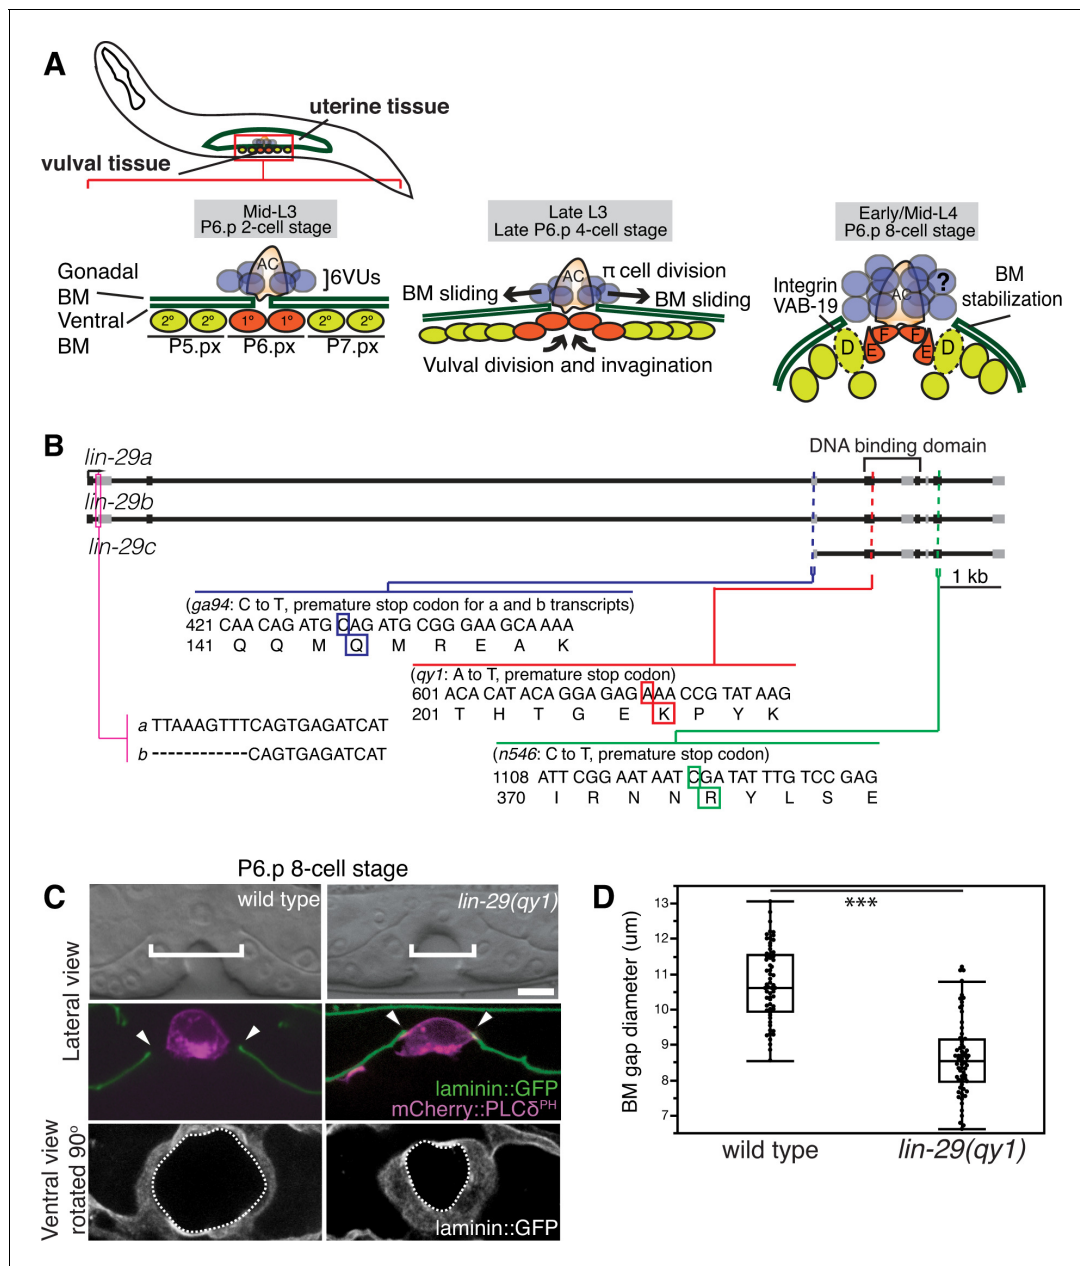 A
uterine tissue
vulval tissue
Mid-L3
P6.p 2-cell stage
Late L3
Late P6.p 4-cell stage
Early/Mid-L4
P6.p 8-cell stage
Gonadal
BM
Ventral
BM
AC
]6VUs
2º 2º 1º 1º 2º 2º
P5.px P6.px P7.px
BM sliding
AC
π cell division
BM sliding
Vulval division and invagination
Integrin
VAB-19
AC
?
BM
stabilization
D E F F E D
B
DNA binding domain
lin-29a
lin-29b
lin-29c
1 kb
(ga94: C to T, premature stop codon for a and b transcripts)
421 CAA CAG ATG CAG ATG CGG GAA GCA AAA
141 Q Q M Q M R E A K
(qy1: A to T, premature stop codon)
601 ACA CAT ACA GGA GAG AAA CCG TAT AAG
201 T H T G E K P Y K
a TTAAAGTTTCAGTGAGATCAT
b -----------CAGTGAGATCAT
(n546: C to T, premature stop codon)
1108 ATT CGG AAT AAT CGA TAT TTG TCC GAG
370 I R N N R Y L S E
C
P6.p 8-cell stage
wild type
lin-29(qy1)
Lateral view
laminin::GFP
mCherry::PLCδPH
Ventral view
rotated 90º
laminin::GFP
D
BM gap diameter (um)
13
12
11
10
9
8
7
***
wild type
lin-29(qy1)